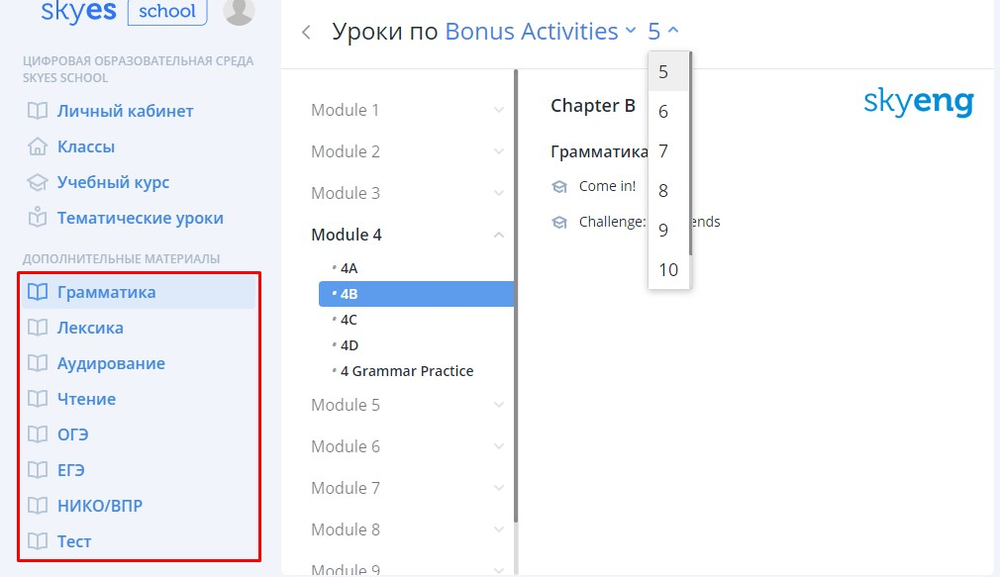 skyes school
ЦИФРОВАЯ ОБРАЗОВАТЕЛЬНАЯ СРЕДА
SKYES SCHOOL
Личный кабинет
Классы
Учебный курс
Тематические уроки
ДОПОЛНИТЕЛЬНЫЕ МАТЕРИАЛЫ
Грамматика
Лексика
Аудирование
Чтение
ОГЭ
ЕГЭ
НИКО/ВПР
Тест
Уроки по Bonus Activities 5
5
6
7
8
9
10
Module 1
Module 2
Module 3
Module 4
4A
4B
4C
4D
4 Grammar Practice
Module 5
Module 6
Module 7
Module 8
Module 9
Chapter B
skyeng
Грамматика
Come in!
Challenge: